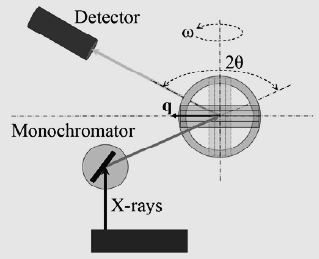 Detector
ω
2θ
q
Monochromator
X-rays